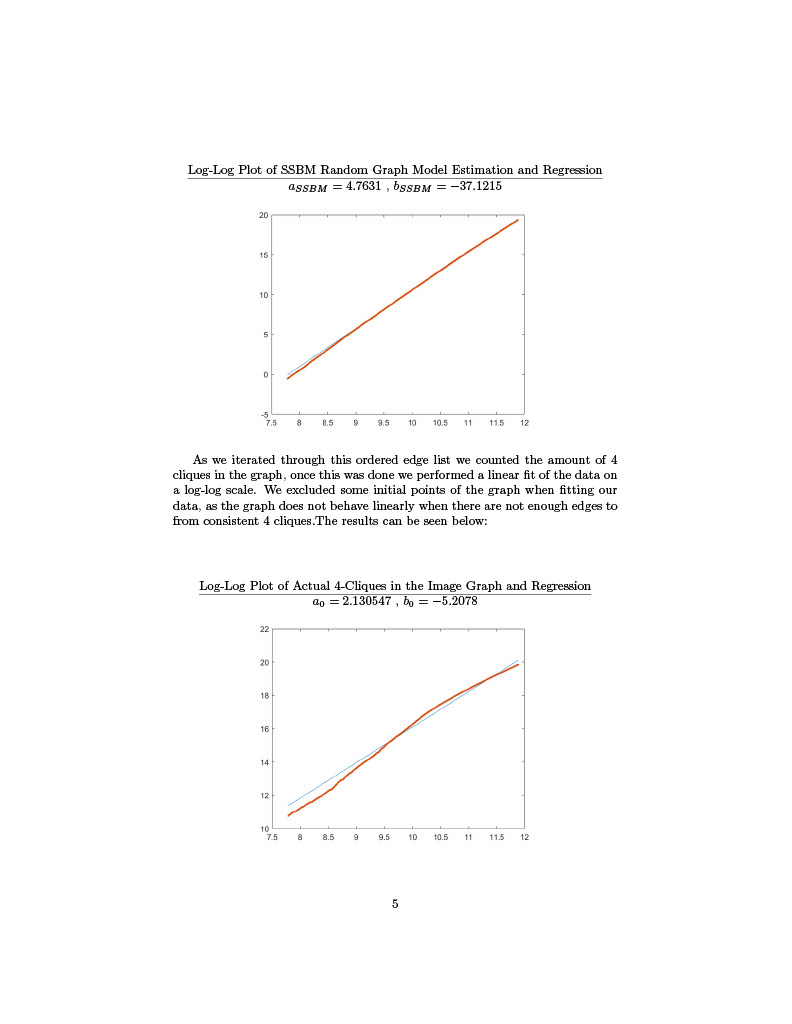 Log-Log Plot of SSBM Random Graph Model Estimation and Regression
a_SSBM = 4.7631 , b_SSBM = −37.1215
20
15
10
5
0
-5
7.5 8 8.5 9 9.5 10 10.5 11 11.5 12
As we iterated through this ordered edge list we counted the amount of 4
cliques in the graph, once this was done we performed a linear fit of the data on
a log-log scale. We excluded some initial points of the graph when fitting our
data, as the graph does not behave linearly when there are not enough edges to
from consistent 4 cliques.The results can be seen below:
Log-Log Plot of Actual 4-Cliques in the Image Graph and Regression
a₀ = 2.130547 , b₀ = −5.2078
22
20
18
16
14
12
10
7.5 8 8.5 9 9.5 10 10.5 11 11.5 12
5